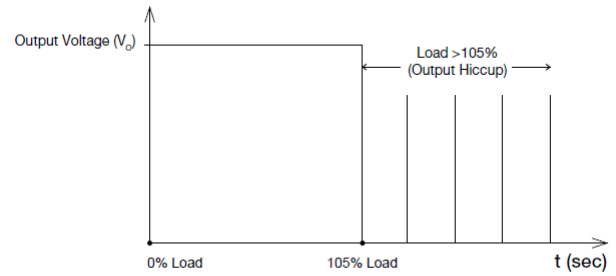 Output Voltage (Vo)
Load >105%
(Output Hiccup)
0% Load
105% Load
t (sec)